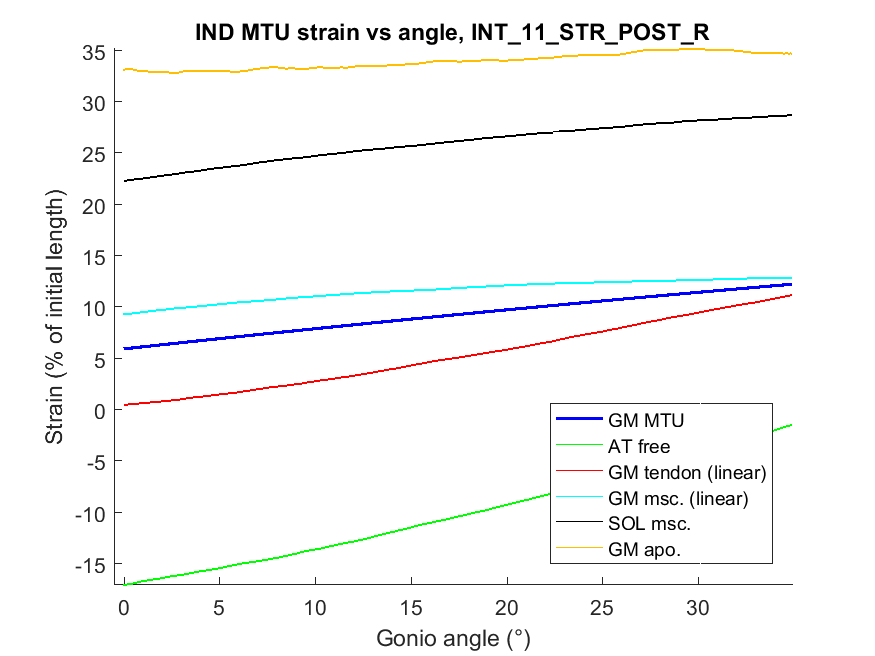 IND MTU strain vs angle, INT_11_STR_POST_R
35
30
25
20
15
10
5
0
-5
-10
-15
Strain (% of initial length)
GM MTU
AT free
GM tendon (linear)
GM msc. (linear)
SOL msc.
GM apo.
0 5 10 15 20 25 30
Gonio angle (°)